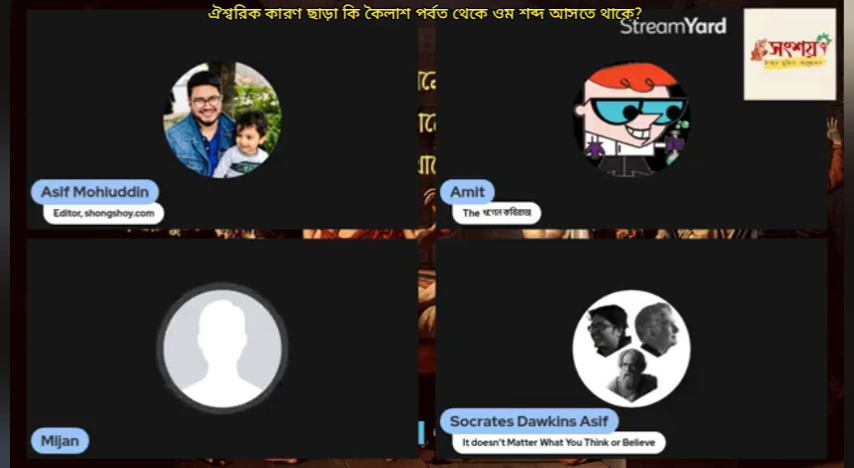 ঐশ্বরিক কারণ ছাড়া কি কৈলাশ পর্বত থেকে ওম শব্দ আসতে থাকে?
StreamYard
সংশয়
Asif Mohiuddin
Editor, shongshoy.com
Amit
The খগেন কবিরাজ
Mijan
Socrates Dawkins Asif
It doesn't Matter What You Think or Believe